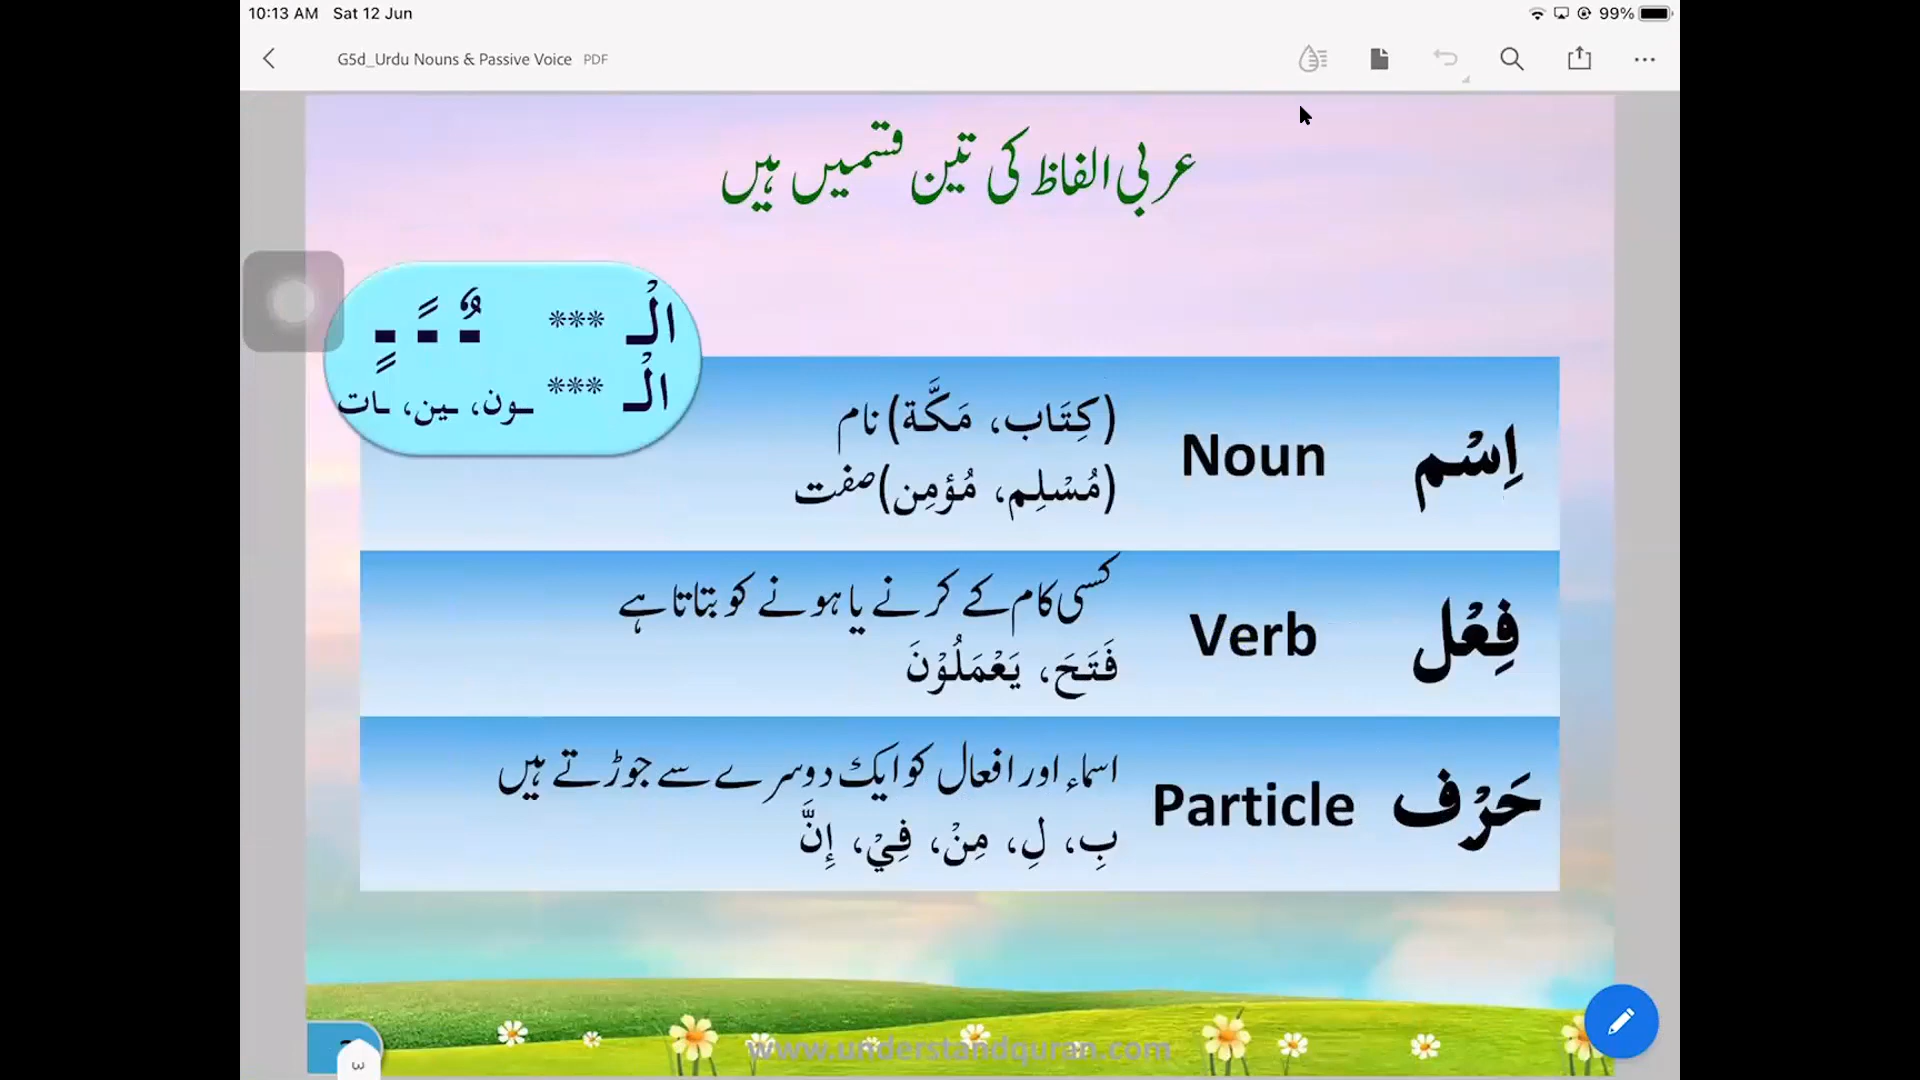 10:13 AM Sat 12 Jun
99%
G5d_Urdu Nouns & Passive Voice PDF
عربی الفاظ کی تین قسمیں ہیں
الْـ *** ـٌ ـً ـٍ
الْـ *** ـون، ـین، ـات
اِسْم Noun (كِتَاب، مَكَّة) نام
(مُسْلِم، مُؤمِن) صفت
فِعْل Verb کسی کام کے کرنے یا ہونے کو بتاتا ہے
فَتَحَ، يَعْمَلُوْنَ
حَرْف Particle اسماء اور افعال کو ایک دوسرے سے جوڑتے ہیں
بِ، لِ، مِنْ، فِيْ، إِنَّ
www.understandquran.com